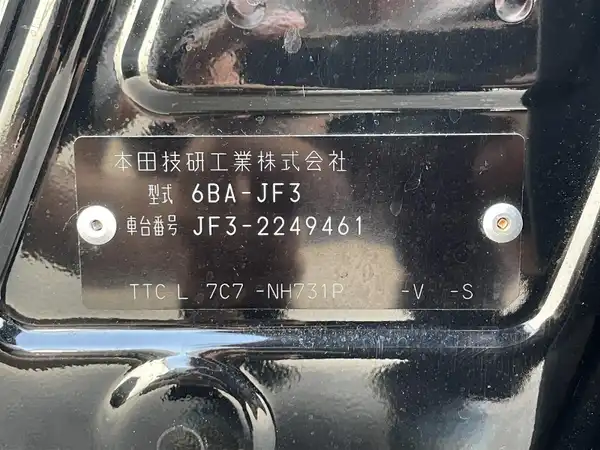 本田技研工業株式会社
型式 6BA-JF3
車台番号 JF3-2249461
TTC L 7C7 -NH731P -V -S